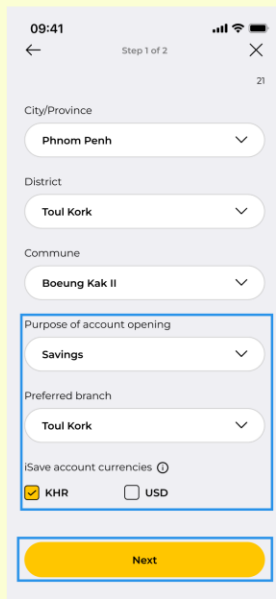 09:41
Step 1 of 2
21
City/Province
Phnom Penh
District
Toul Kork
Commune
Boeung Kak II
Purpose of account opening
Savings
Preferred branch
Toul Kork
iSave account currencies
KHR USD
Next